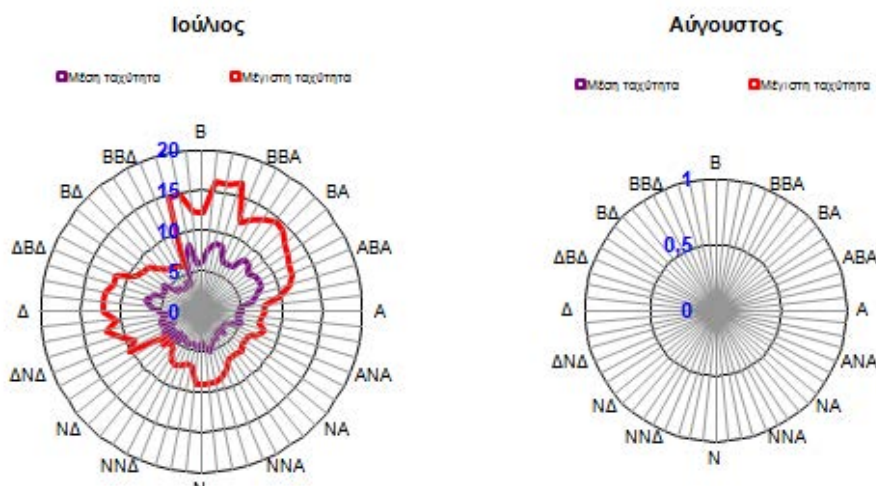 Ιούλιος
Μέση ταχύτητα
Μέγιστη ταχύτητα
Β
ΒΒΑ
ΒΑ
ΑΒΑ
Α
ΑΝΑ
ΝΑ
ΝΝΑ
Ν
ΝΝΔ
ΝΔ
ΔΝΔ
Δ
ΔΒΔ
ΒΔ
ΒΒΔ
20
15
10
5
0
Αύγουστος
Μέση ταχύτητα
Μέγιστη ταχύτητα
Β
ΒΒΑ
ΒΑ
ΑΒΑ
Α
ΑΝΑ
ΝΑ
ΝΝΑ
Ν
ΝΝΔ
ΝΔ
ΔΝΔ
Δ
ΔΒΔ
ΒΔ
ΒΒΔ
1
0,5
0